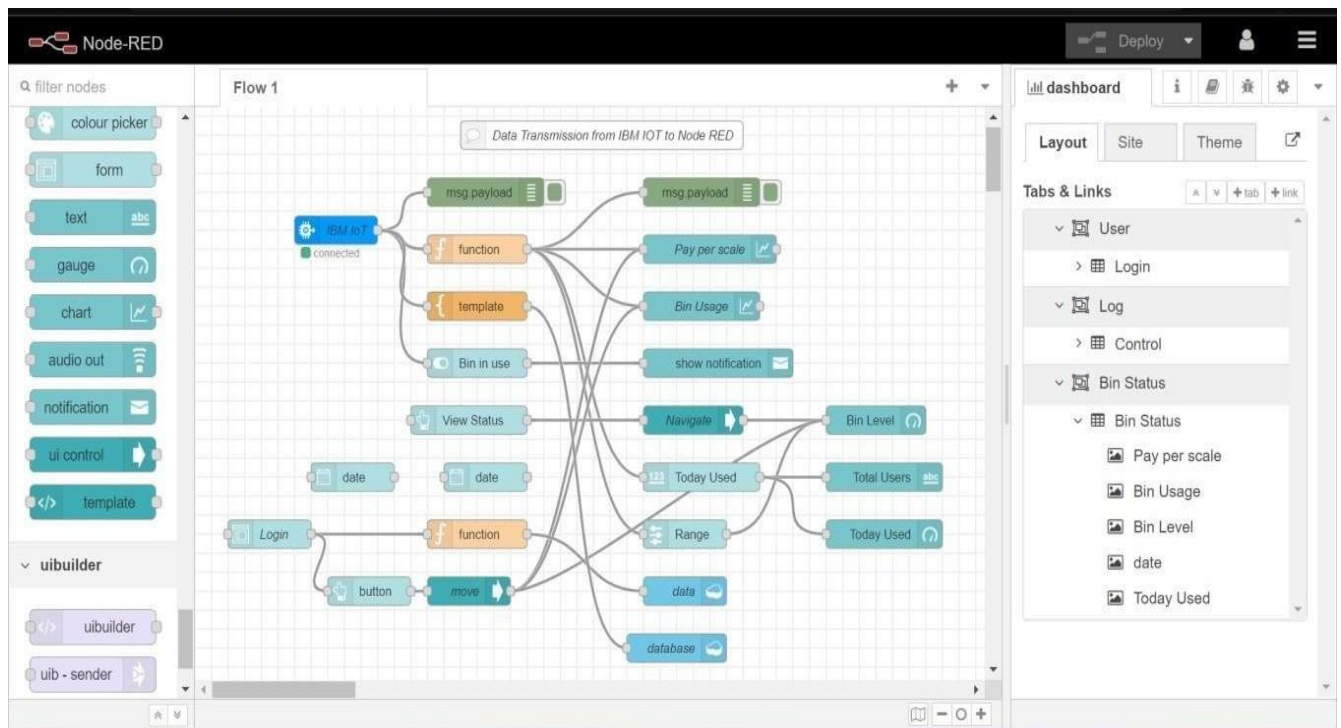 Node-RED
Deploy
filter nodes
colour picker
form
text
abc
gauge
chart
audio out
notification
ui control
template
uibuilder
uibuilder
uib - sender
Flow 1
Data Transmission from IBM IOT to Node RED
msg.payload
msg.payload
IBM IoT
connected
function
Pay per scale
template
Bin Usage
Bin in use
show notification
View Status
Navigate
Bin Level
date
date
123
Today Used
Total Users
abc
Login
function
Range
Today Used
button
move
data
database
dashboard
i
Layout
Site
Theme
Tabs & Links
+ tab
+ link
User
Login
Log
Control
Bin Status
Bin Status
Pay per scale
Bin Usage
Bin Level
date
Today Used